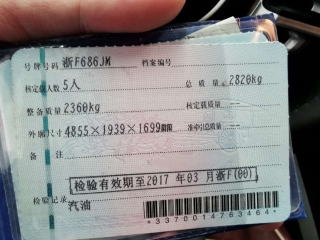 号牌号码 浙F686JM 档案编号
核定载人数 5人 总质量 2820kg
整备质量 2360kg 核定载质量 --
外廓尺寸 4855×1939×1699mm 准牵引总质量 --
备注
检验有效期至2017年03月浙F(00)
检验记录 汽油
*3370014763464*